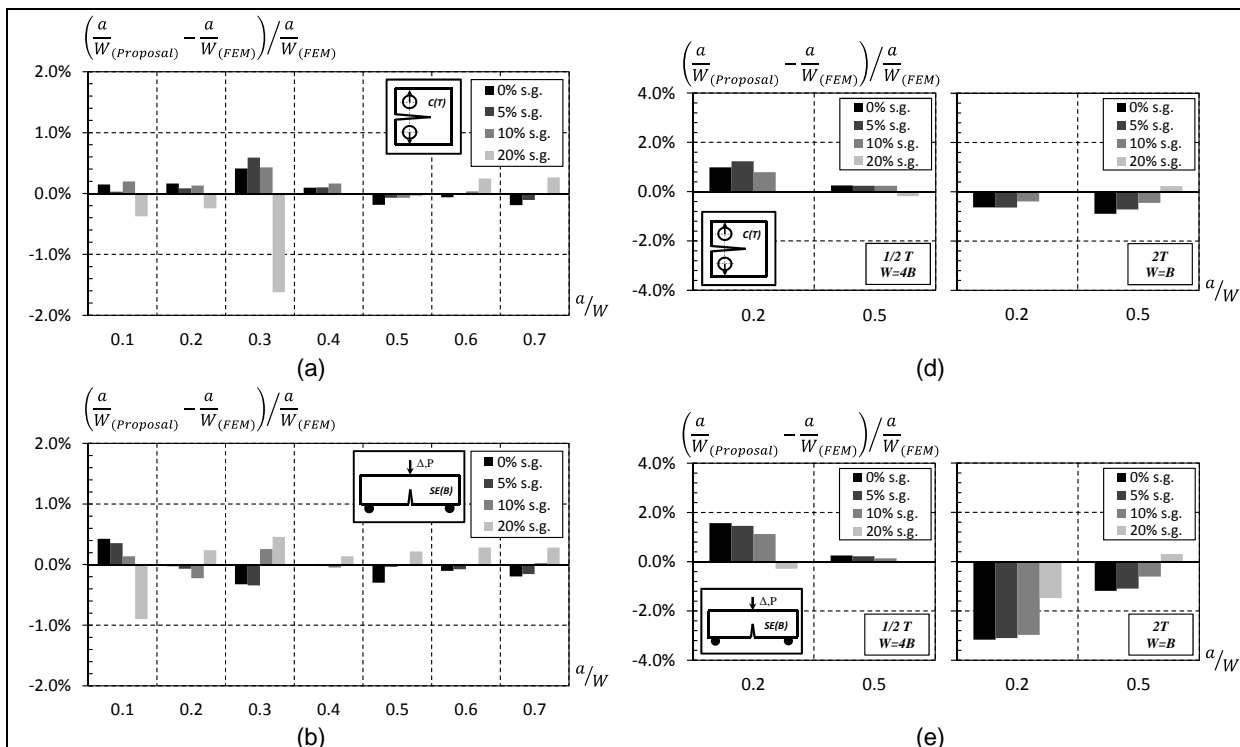 (a/W(Proposal) − a/W(FEM))/a/W(FEM)
2.0%
1.0%
0.0%
-1.0%
-2.0%
C(T)
0% s.g.
5% s.g.
10% s.g.
20% s.g.
0.1 0.2 0.3 0.4 0.5 0.6 0.7
a/W
(a)
(a/W(Proposal) − a/W(FEM))/a/W(FEM)
2.0%
1.0%
0.0%
-1.0%
-2.0%
Δ,P
SE(B)
0% s.g.
5% s.g.
10% s.g.
20% s.g.
0.1 0.2 0.3 0.4 0.5 0.6 0.7
a/W
(b)
(a/W(Proposal) − a/W(FEM))/a/W(FEM)
4.0%
2.0%
0.0%
-2.0%
-4.0%
0% s.g.
5% s.g.
10% s.g.
20% s.g.
C(T)
1/2 T
W=4B
0.2 0.5
0% s.g.
5% s.g.
10% s.g.
20% s.g.
2T
W=B
0.2 0.5
a/W
(d)
(a/W(Proposal) − a/W(FEM))/a/W(FEM)
4.0%
2.0%
0.0%
-2.0%
-4.0%
0% s.g.
5% s.g.
10% s.g.
20% s.g.
Δ,P
SE(B)
1/2 T
W=4B
0.2 0.5
0% s.g.
5% s.g.
10% s.g.
20% s.g.
2T
W=B
0.2 0.5
a/W
(e)